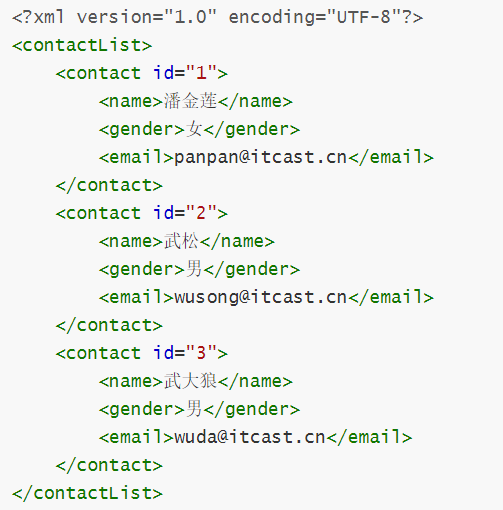 <?xml version="1.0" encoding="UTF-8"?>
<contactList>
    <contact id="1">
        <name>潘金莲</name>
        <gender>女</gender>
        <email>panpan@itcast.cn</email>
    </contact>
    <contact id="2">
        <name>武松</name>
        <gender>男</gender>
        <email>wusong@itcast.cn</email>
    </contact>
    <contact id="3">
        <name>武大狼</name>
        <gender>男</gender>
        <email>wuda@itcast.cn</email>
    </contact>
</contactList>